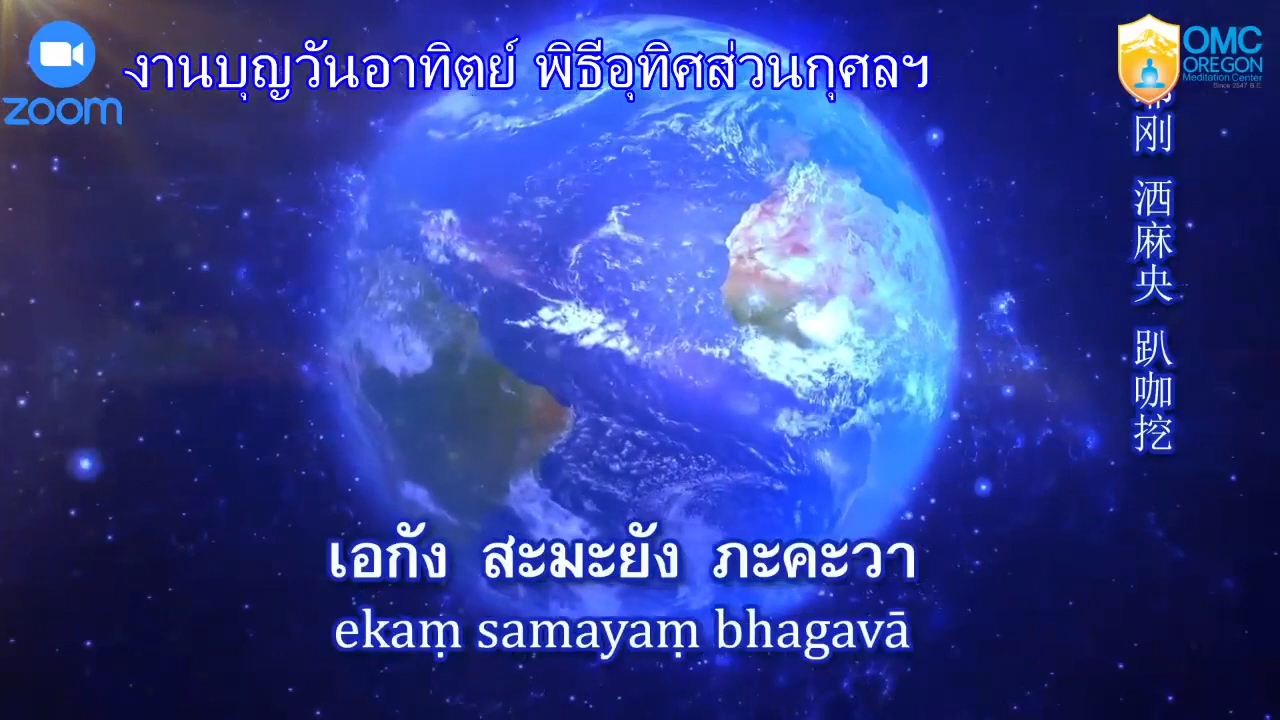 zoom
งานบุญวันอาทิตย์ พิธีอุทิศส่วนกุศลฯ
OMC
OREGON
Meditation Center
Since 2547 B.E.
刚 洒麻央 趴咖挖
เอกัง สะมะยัง ภะคะวา
ekaṃ samayaṃ bhagavā